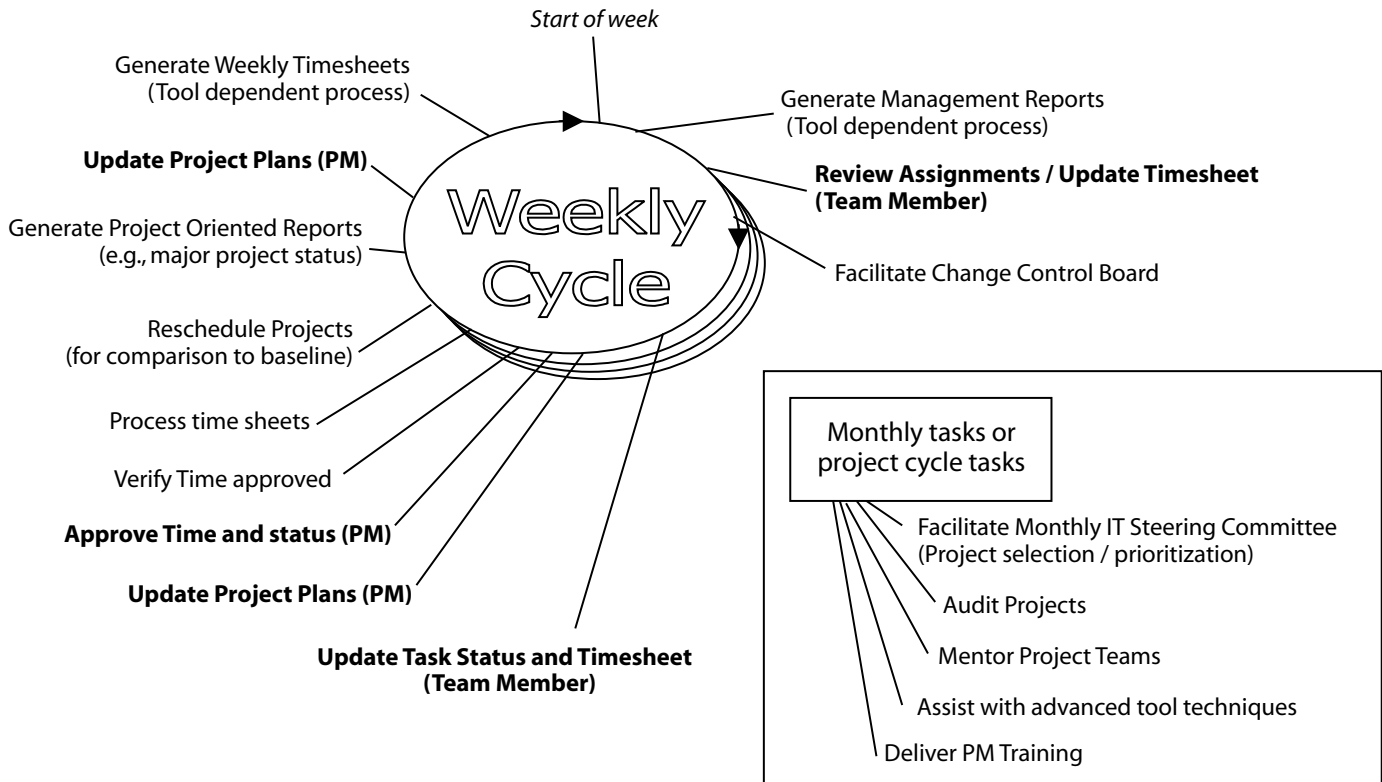 Start of week
Generate Weekly Timesheets
(Tool dependent process)
Generate Management Reports
(Tool dependent process)
Update Project Plans (PM)
Review Assignments / Update Timesheet
(Team Member)
Weekly
Cycle
Generate Project Oriented Reports
(e.g., major project status)
Facilitate Change Control Board
Reschedule Projects
(for comparison to baseline)
Process time sheets
Verify Time approved
Approve Time and status (PM)
Update Project Plans (PM)
Update Task Status and Timesheet
(Team Member)
Monthly tasks or
project cycle tasks
Facilitate Monthly IT Steering Committee
(Project selection / prioritization)
Audit Projects
Mentor Project Teams
Assist with advanced tool techniques
Deliver PM Training